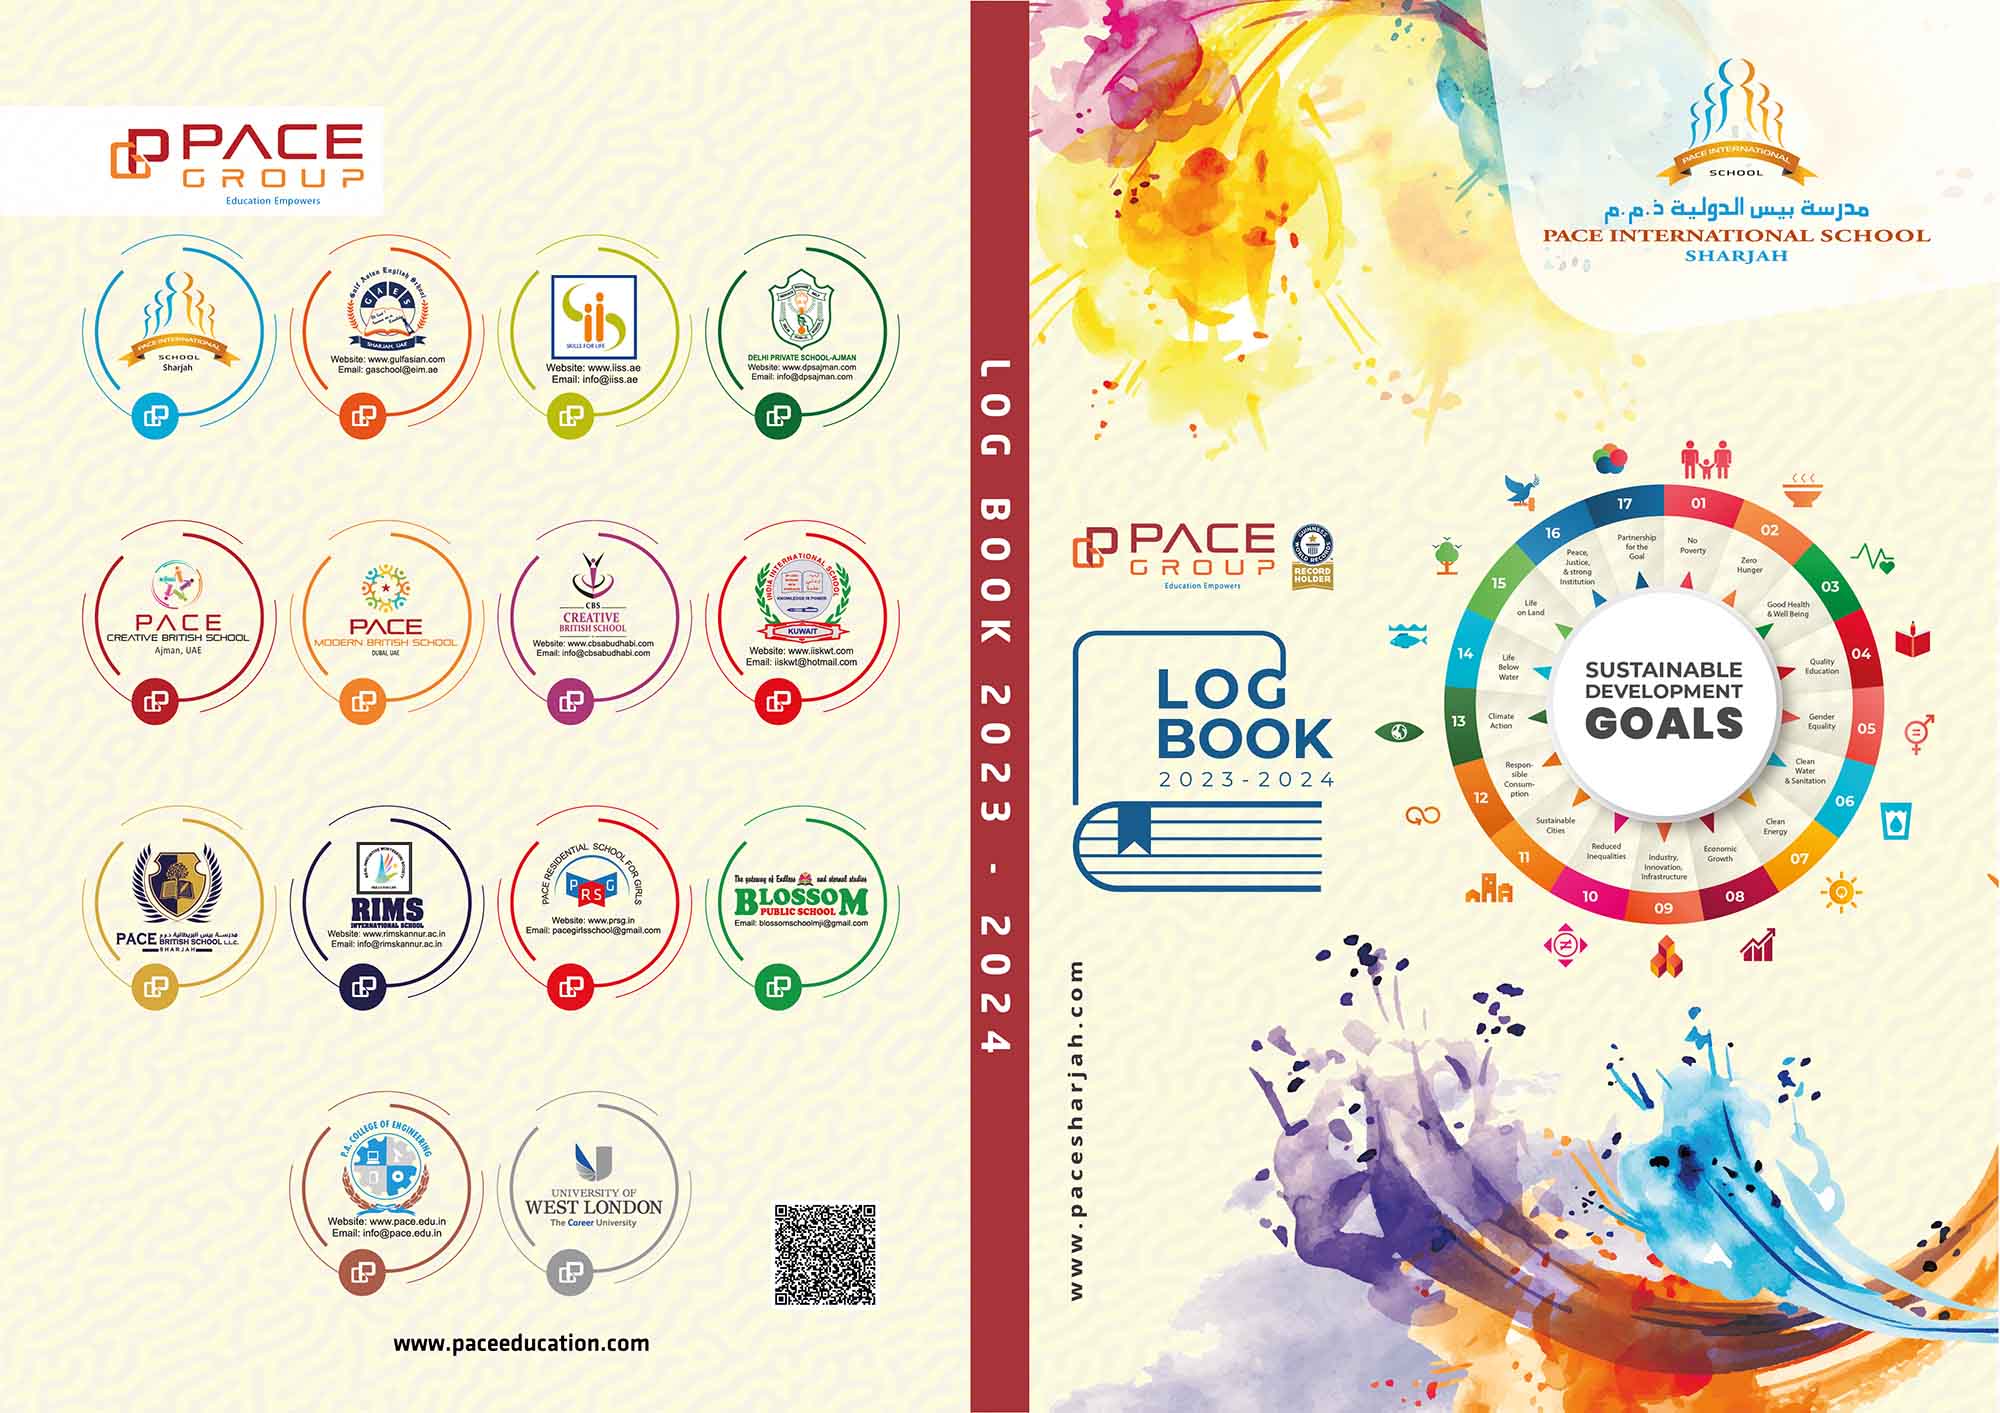 PACE
GROUP
Education Empowers
PACE INTERNATIONAL
SCHOOL
Sharjah
Gulf Asian English School
GAES
SHARJAH, UAE
Website: www.gulfasian.com
Email: gaschool@eim.ae
SKILLS FOR LIFE
Website: www.iiss.ae
Email: info@iiss.ae
DELHI PRIVATE SCHOOL-AJMAN
Website: www.dpsajman.com
Email: info@dpsajman.com
PACE
CREATIVE BRITISH SCHOOL
Ajman, UAE
PACE
MODERN BRITISH SCHOOL
DUBAI, UAE
CBS
CREATIVE
BRITISH SCHOOL
Website: www.cbsabudhabi.com
Email: info@cbsabudhabi.com
INDIA INTERNATIONAL SCHOOL
KNOWLEDGE IS POWER
KUWAIT
Website: www.iiskwt.com
Email: iiskwt@hotmail.com
مدرسة بيس البريطانية ذ.م.م
PACE BRITISH SCHOOL L.L.C.
SHARJAH
RIMS
INTERNATIONAL SCHOOL
Website: www.rimskannur.ac.in
Email: info@rimskannur.ac.in
PACE RESIDENTIAL SCHOOL FOR GIRLS
PRSG
Website: www.prsg.in
Email: pacegirlsschool@gmail.com
The gateway of Endless and eternal studies
BLOSSOM
PUBLIC SCHOOL
Email: blossomschoolmji@gmail.com
P.A. COLLEGE OF ENGINEERING
Website: www.pace.edu.in
Email: info@pace.edu.in
UNIVERSITY OF
WEST LONDON
The Career University
www.paceeducation.com
LOG BOOK 2023 - 2024
PACE INTERNATIONAL
SCHOOL
مدرسة بيس الدولية ذ.م.م
PACE INTERNATIONAL SCHOOL
SHARJAH
PACE
GROUP
Education Empowers
GUINNESS
WORLD RECORDS
RECORD
HOLDER
LOG
BOOK
2023-2024
www.pacesharjah.com
SUSTAINABLE
DEVELOPMENT
GOALS
01
No
Poverty
02
Zero
Hunger
03
Good Health
& Well Being
04
Quality
Education
05
Gender
Equality
06
Clean
Water
& Sanitation
07
Clean
Energy
08
Economic
Growth
09
Industry,
Innovation,
Infrastructure
10
Reduced
Inequalities
11
Sustainable
Cities
12
Respon-
sible
Consum-
ption
13
Climate
Action
14
Life
Below
Water
15
Life
on Land
16
Peace,
Justice,
& strong
Institution
17
Partnership
for the
Goal